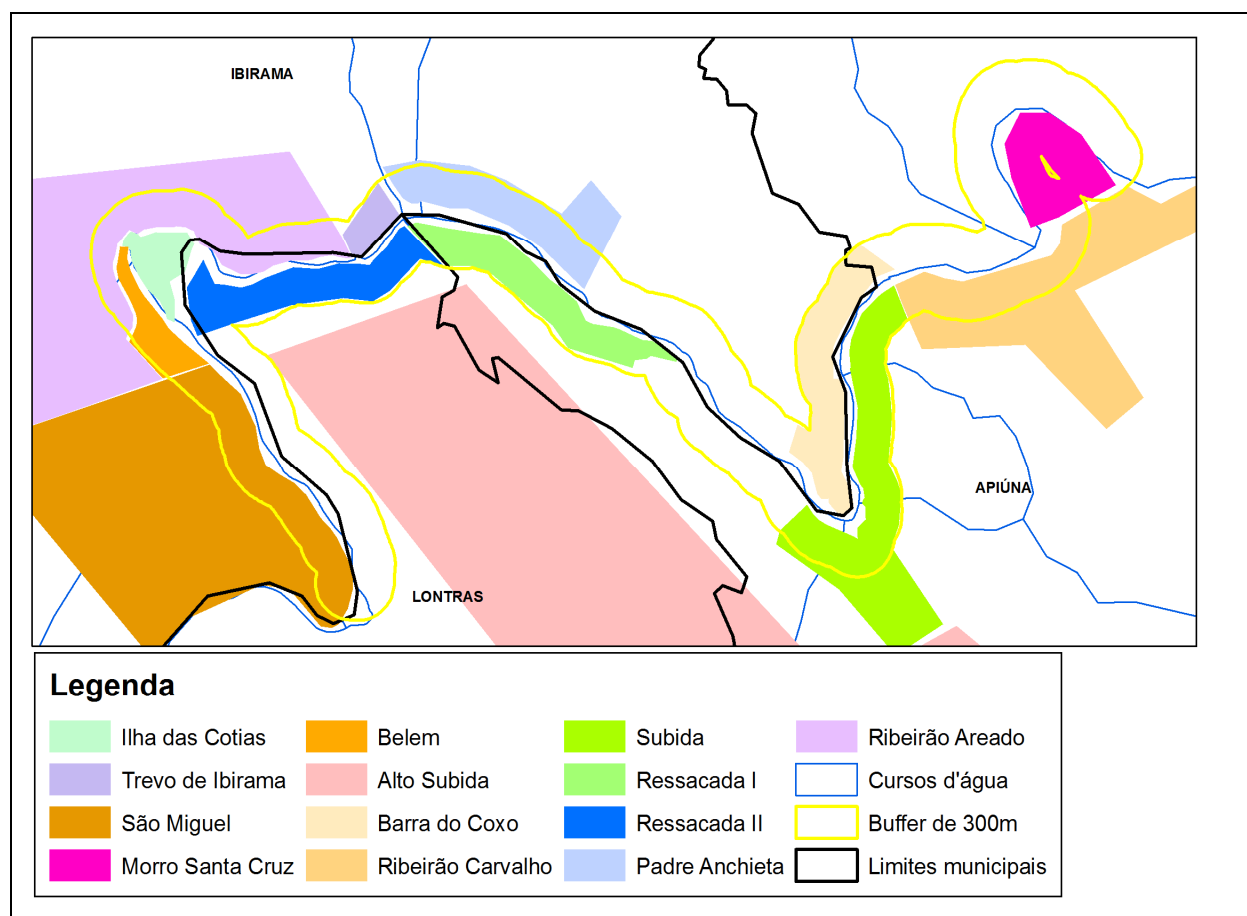 IBIRAMA
APIÚNA
LONTRAS
Legenda
Ilha das Cotias
Belem
Subida
Ribeirão Areado
Trevo de Ibirama
Alto Subida
Ressacada I
Cursos d'água
São Miguel
Barra do Coxo
Ressacada II
Buffer de 300m
Morro Santa Cruz
Ribeirão Carvalho
Padre Anchieta
Limites municipais